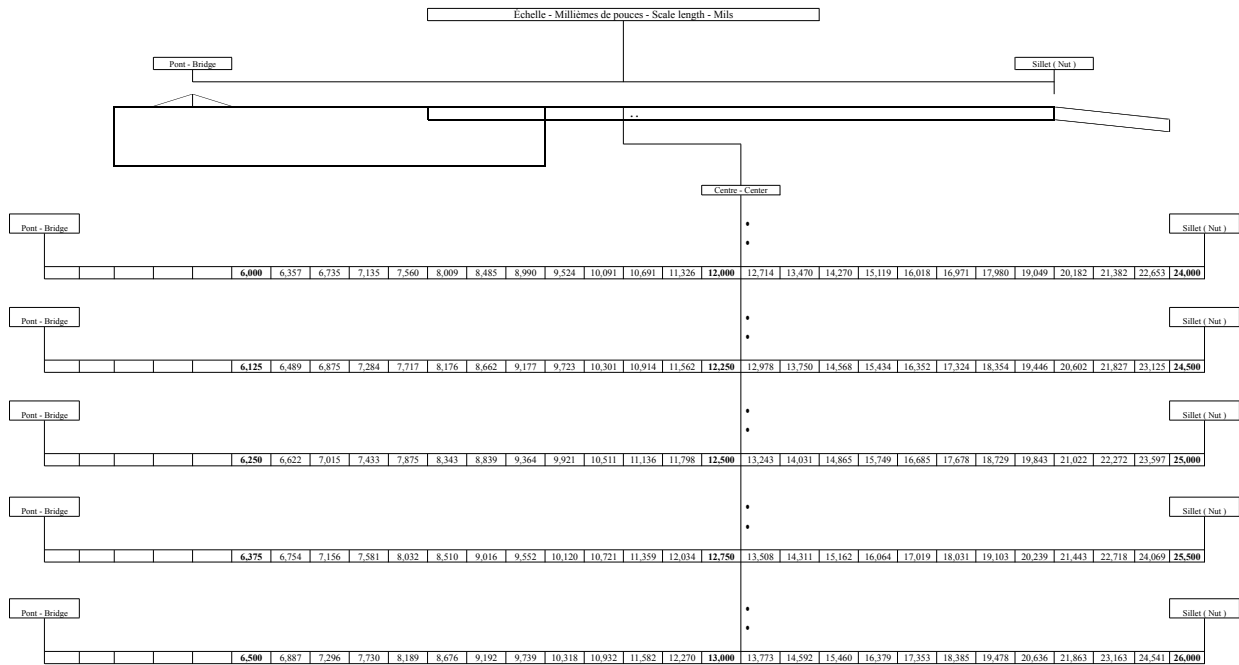 Échelle - Millièmes de pouces - Scale length - Mils
Pont - Bridge Sillet ( Nut )
Centre - Center
Pont - Bridge Sillet ( Nut )
6,000 6,357 6,735 7,135 7,560 8,009 8,485 8,990 9,524 10,091 10,691 11,326 12,000 12,714 13,470 14,270 15,119 16,018 16,971 17,980 19,049 20,182 21,382 22,653 24,000
Pont - Bridge Sillet ( Nut )
6,125 6,489 6,875 7,284 7,717 8,176 8,662 9,177 9,723 10,301 10,914 11,562 12,250 12,978 13,750 14,568 15,434 16,352 17,324 18,354 19,446 20,602 21,827 23,125 24,500
Pont - Bridge Sillet ( Nut )
6,250 6,622 7,015 7,433 7,875 8,343 8,839 9,364 9,921 10,511 11,136 11,798 12,500 13,243 14,031 14,865 15,749 16,685 17,678 18,729 19,843 21,022 22,272 23,597 25,000
Pont - Bridge Sillet ( Nut )
6,375 6,754 7,156 7,581 8,032 8,510 9,016 9,552 10,120 10,721 11,359 12,034 12,750 13,508 14,311 15,162 16,064 17,019 18,031 19,103 20,239 21,443 22,718 24,069 25,500
Pont - Bridge Sillet ( Nut )
6,500 6,887 7,296 7,730 8,189 8,676 9,192 9,739 10,318 10,932 11,582 12,270 13,000 13,773 14,592 15,460 16,379 17,353 18,385 19,478 20,636 21,863 23,163 24,541 26,000